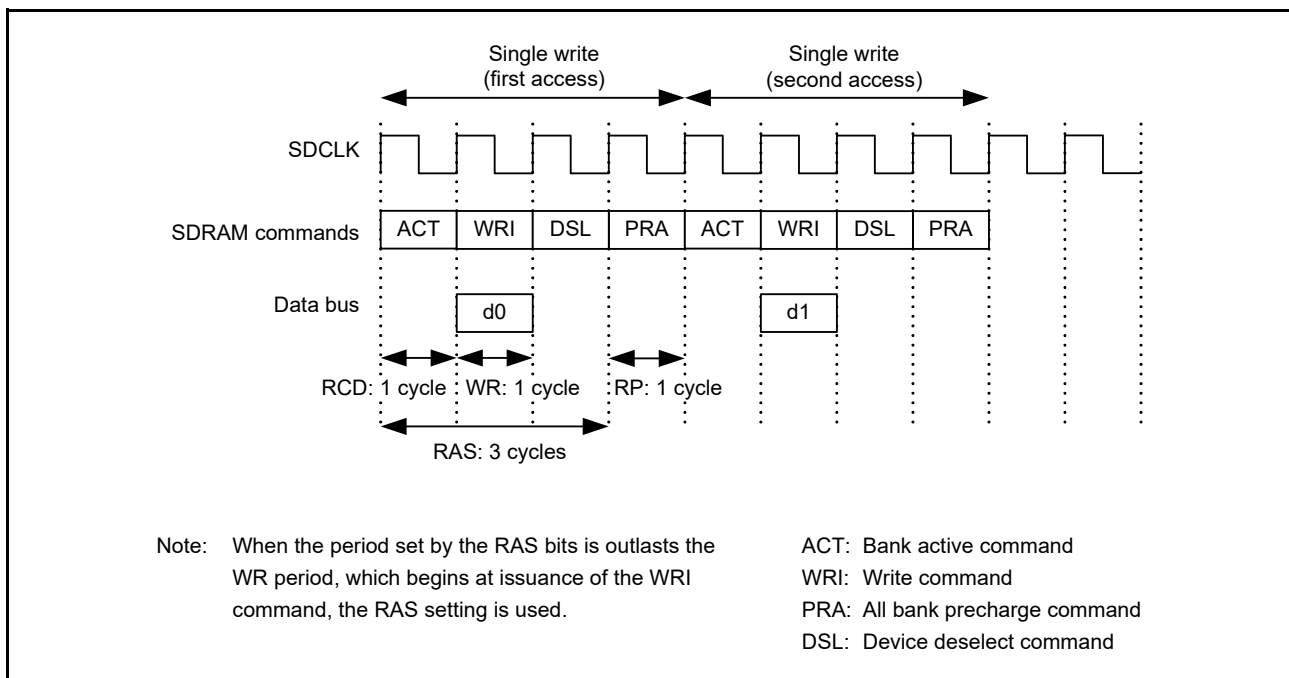 Single write Single write
(first access) (second access)
SDCLK
SDRAM commands ACT WRI DSL PRA ACT WRI DSL PRA
Data bus d0 d1
RCD: 1 cycle WR: 1 cycle RP: 1 cycle
RAS: 3 cycles
Note: When the period set by the RAS bits is outlasts the
WR period, which begins at issuance of the WRI
command, the RAS setting is used.
ACT: Bank active command
WRI: Write command
PRA: All bank precharge command
DSL: Device deselect command